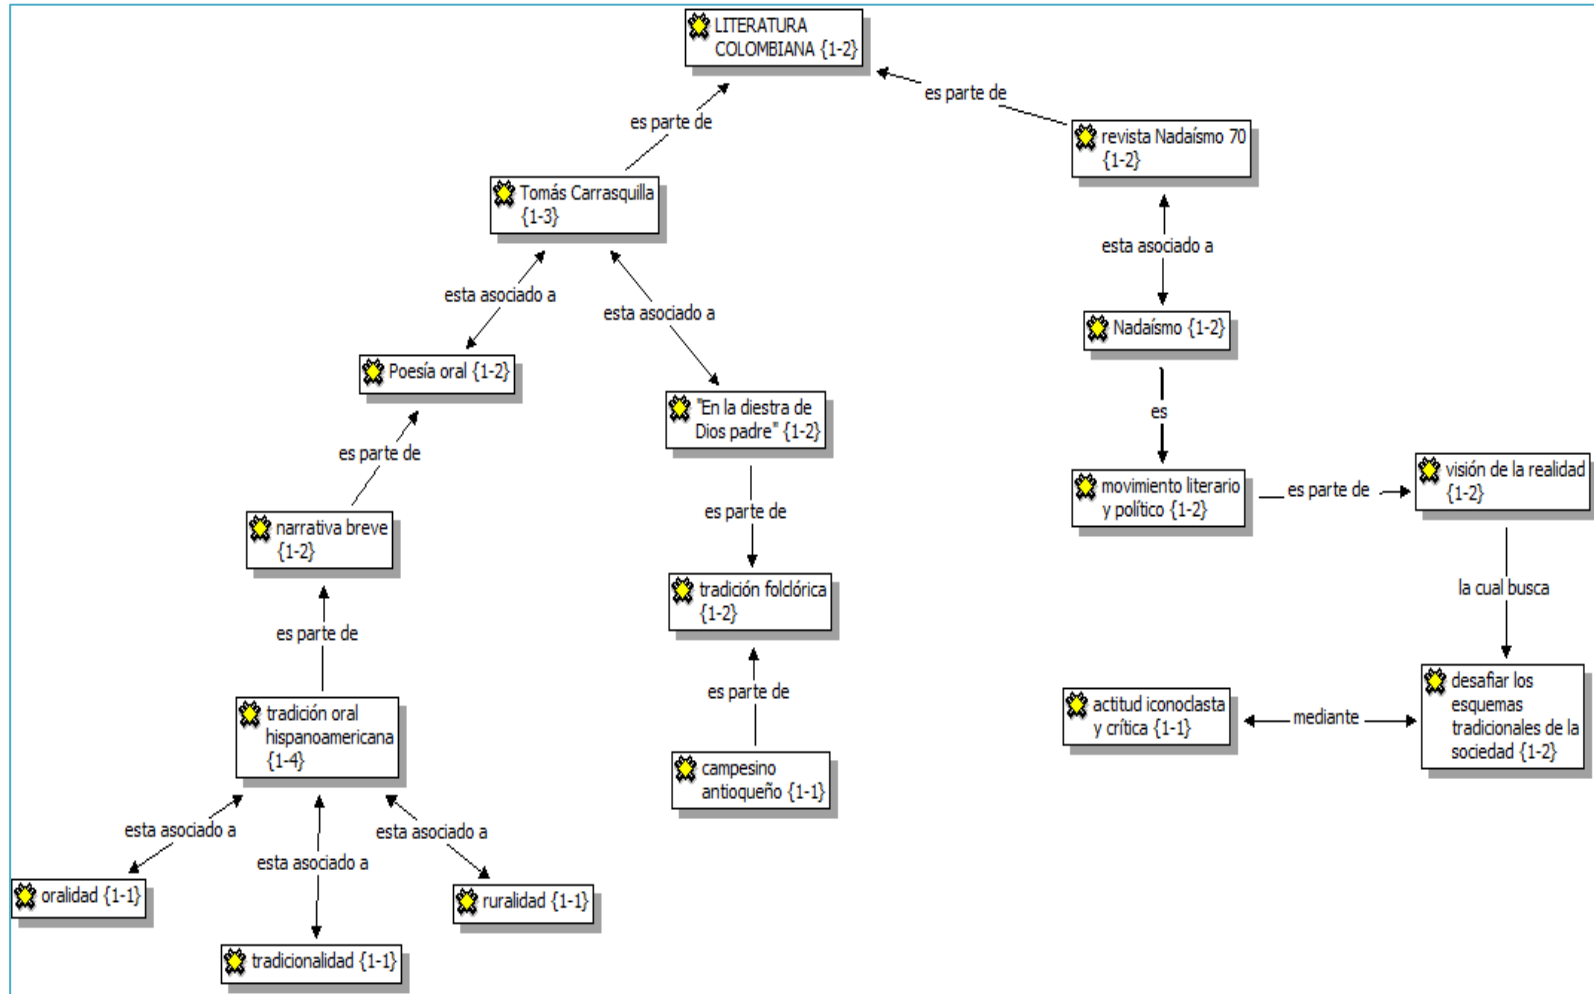 LITERATURA
COLOMBIANA {1-2}
es parte de
es parte de
revista Nadaísmo 70
{1-2}
Tomás Carrasquilla
{1-3}
esta asociado a
esta asociado a
esta asociado a
Nadaísmo {1-2}
Poesía oral {1-2}
"En la diestra de
Dios padre" {1-2}
es
es parte de
movimiento literario
y político {1-2}
es parte de
visión de la realidad
{1-2}
narrativa breve
{1-2}
es parte de
tradición folclórica
{1-2}
la cual busca
es parte de
es parte de
tradición oral
hispanoamericana
{1-4}
actitud iconoclasta
y crítica {1-1}
mediante
desafiar los
esquemas
tradicionales de la
sociedad {1-2}
campesino
antioqueño {1-1}
esta asociado a
esta asociado a
esta asociado a
oralidad {1-1}
ruralidad {1-1}
tradicionalidad {1-1}